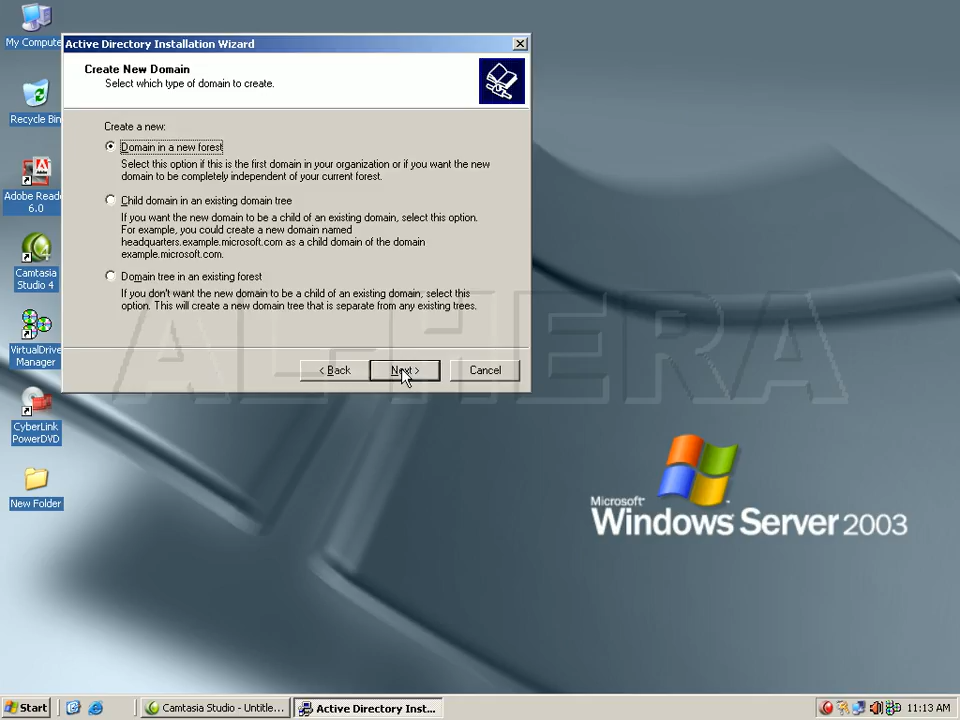 My Compute
Recycle Bin
Adobe Read
6.0
Camtasia
Studio 4
VirtualDrive
Manager
CyberLink
PowerDVD
New Folder
Active Directory Installation Wizard
Create New Domain
Select which type of domain to create.
Create a new:
Domain in a new forest
Select this option if this is the first domain in your organization or if you want the new
domain to be completely independent of your current forest.
Child domain in an existing domain tree
If you want the new domain to be a child of an existing domain, select this option.
For example, you could create a new domain named
headquarters.example.microsoft.com as a child domain of the domain
example.microsoft.com.
Domain tree in an existing forest
If you don't want the new domain to be a child of an existing domain, select this
option. This will create a new domain tree that is separate from any existing trees.
< Back
Next >
Cancel
Microsoft
Windows Server 2003
Start
Camtasia Studio - Untitle...
Active Directory Inst...
11:13 AM